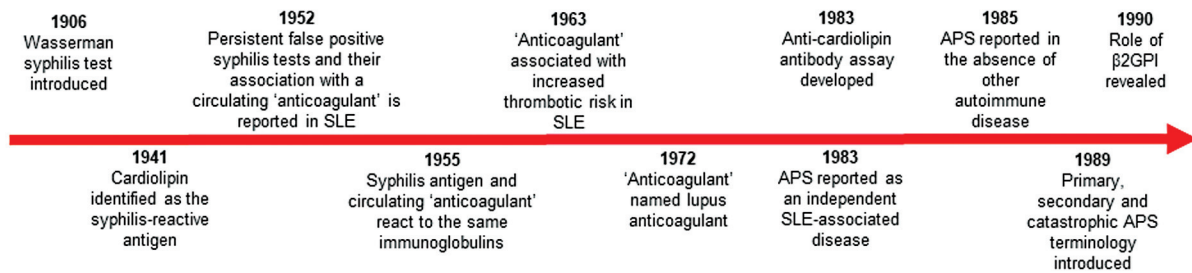 1906
Wasserman
syphilis test
introduced
1952
Persistent false positive
syphilis tests and their
association with a
circulating ‘anticoagulant’ is
reported in SLE
1963
‘Anticoagulant’
associated with
increased
thrombotic risk in
SLE
1983
Anti-cardiolipin
antibody assay
developed
1985
APS reported in
the absence of
other
autoimmune
disease
1990
Role of
β2GPI
revealed
1941
Cardiolipin
identified as the
syphilis-reactive
antigen
1955
Syphilis antigen and
circulating ‘anticoagulant’
react to the same
immunoglobulins
1972
‘Anticoagulant’
named lupus
anticoagulant
1983
APS reported as
an independent
SLE-associated
disease
1989
Primary,
secondary and
catastrophic APS
terminology
introduced